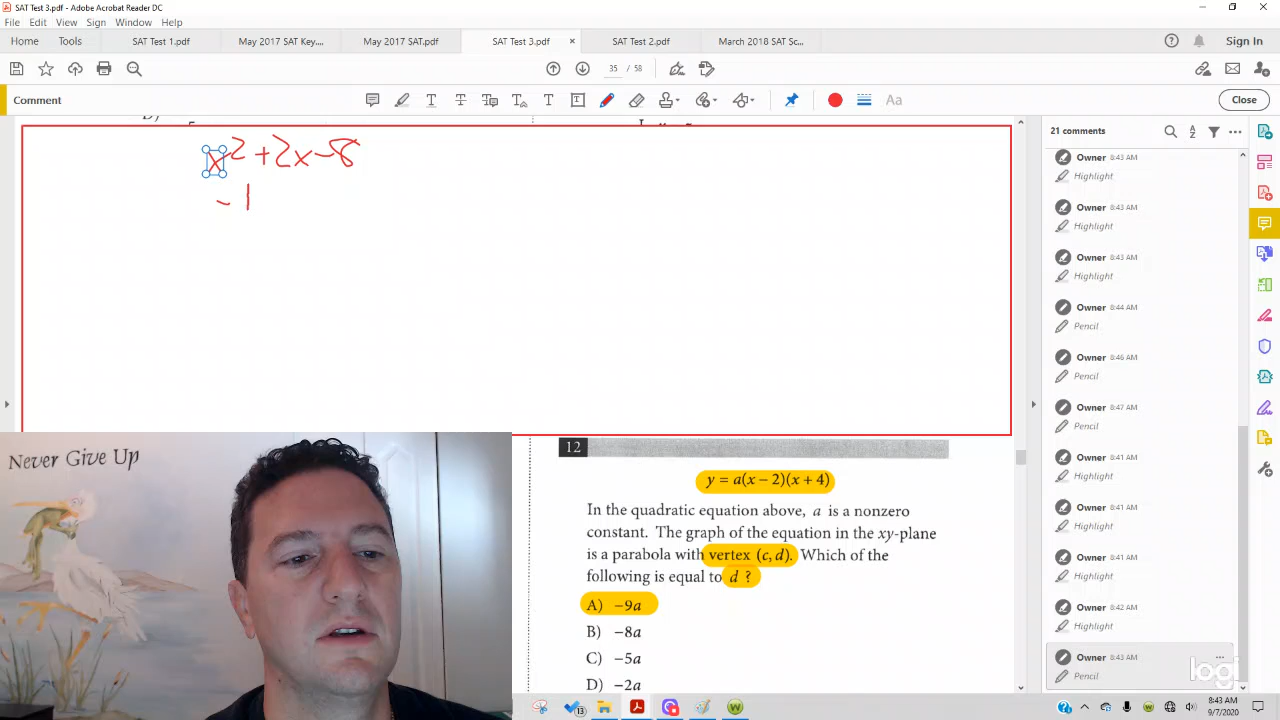 SAT Test 3.pdf - Adobe Acrobat Reader DC
File Edit View Sign Window Help
Home Tools SAT Test 1.pdf May 2017 SAT Key... May 2017 SAT.pdf SAT Test 3.pdf × SAT Test 2.pdf March 2018 SAT Sc... Sign In
35 / 58
Comment Aa Close
21 comments
x² + 2x - 8
- 1
Owner 8:43 AM
Highlight
Owner 8:43 AM
Highlight
Owner 8:43 AM
Highlight
Owner 8:44 AM
Pencil
Owner 8:46 AM
Pencil
Owner 8:47 AM
Pencil
Owner 8:41 AM
Highlight
Owner 8:41 AM
Highlight
Owner 8:41 AM
Highlight
Owner 8:42 AM
Highlight
Owner 8:43 AM
Pencil
Never Give Up
12
y = a(x − 2)(x + 4)
In the quadratic equation above, a is a nonzero
constant. The graph of the equation in the xy-plane
is a parabola with vertex (c, d). Which of the
following is equal to d ?
A) −9a
B) −8a
C) −5a
D) −2a
logi
13
8:43 AM
9/7/2020